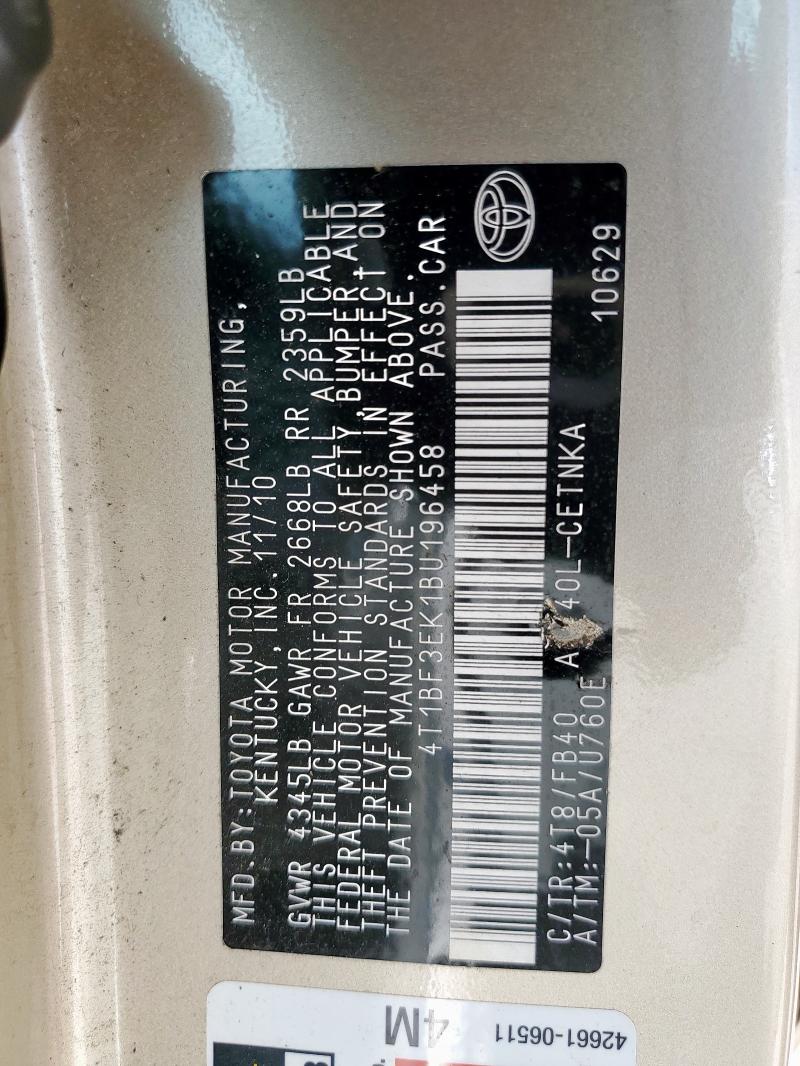 MFD.BY:TOYOTA MOTOR MANUFACTURING,
KENTUCKY,INC. 11/10
GVWR 4345LB GAWR FR 2668LB RR 2359LB
THIS VEHICLE CONFORMS TO ALL APPLICABLE
FEDERAL MOTOR VEHICLE SAFETY,BUMPER,AND
THEFT PREVENTION STANDARDS IN EFFECT ON
THE DATE OF MANUFACTURE SHOWN ABOVE.
4T1BF3EK1BU196458 PASS.CAR
C/TR:4T8/FB40
A/TM:-05A/U760E A 40L-CETNKA
10629
4M
42661-06511